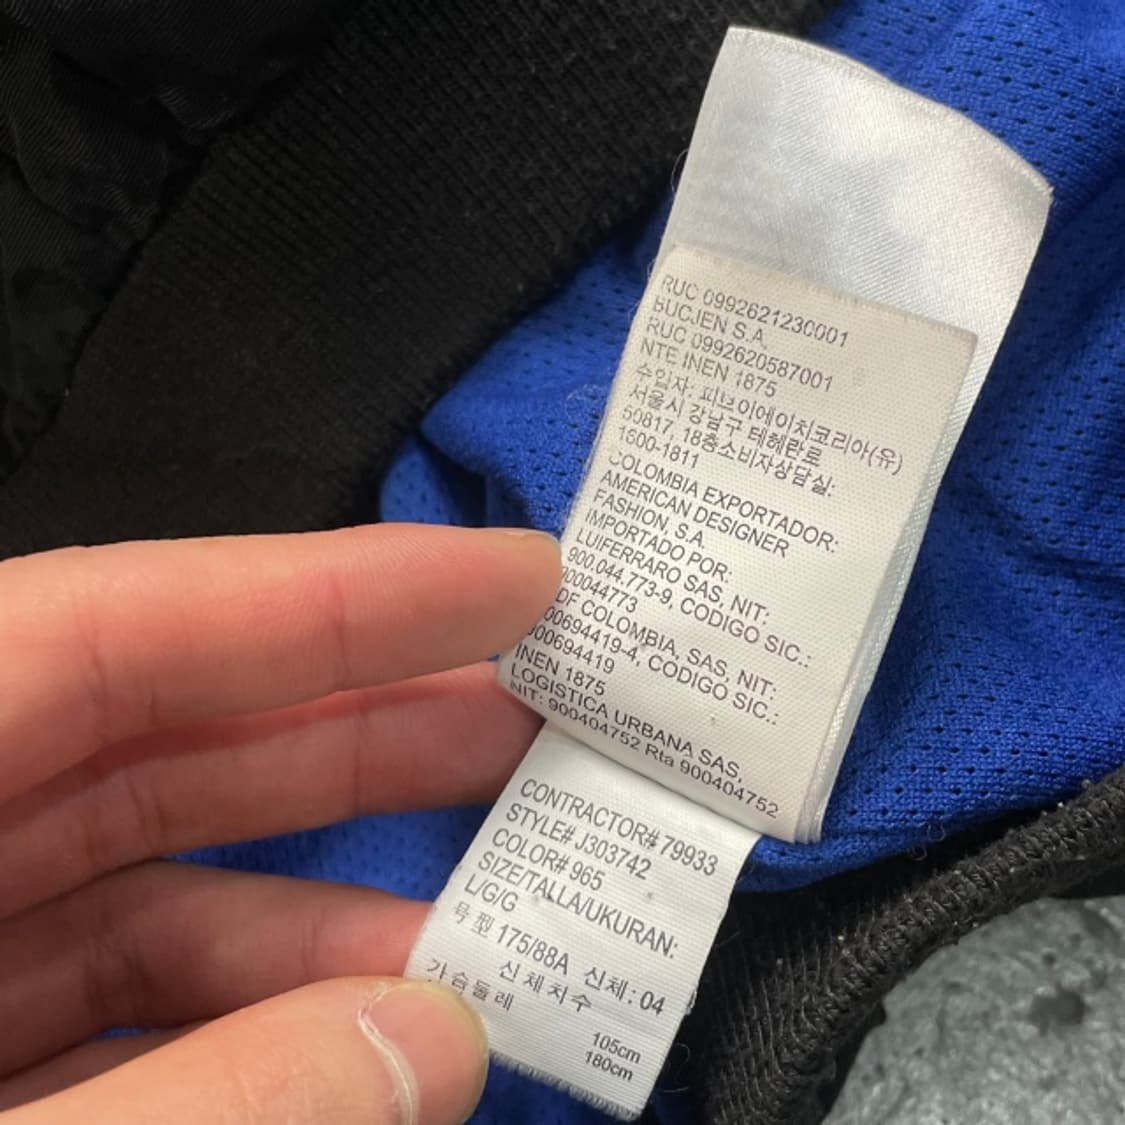 RUC 0992621230001
BUCJEN S.A.
RUC 0992620587001
NTE INEN 1875
수입자: 피브이에이치코리아(유)
서울시 강남구 테헤란로
50817, 18층소비자상담실:
1600-1811
COLOMBIA EXPORTADOR:
AMERICAN DESIGNER
FASHION, S.A.
IMPORTADO POR:
LUIFERRARO SAS, NIT:
900.044.773-9, CODIGO SIC.:
900044773
DF COLOMBIA, SAS, NIT:
00694419-4, CODIGO SIC.:
900694419
INEN 1875
LOGISTICA URBANA SAS,
NIT: 900404752 Rta 900404752
CONTRACTOR# 79933
STYLE# J303742
COLOR# 965
SIZE/TALLA/UKURAN:
L/G/G
号型 175/88A 신체: 04
신체치수
가슴둘레
105cm
180cm